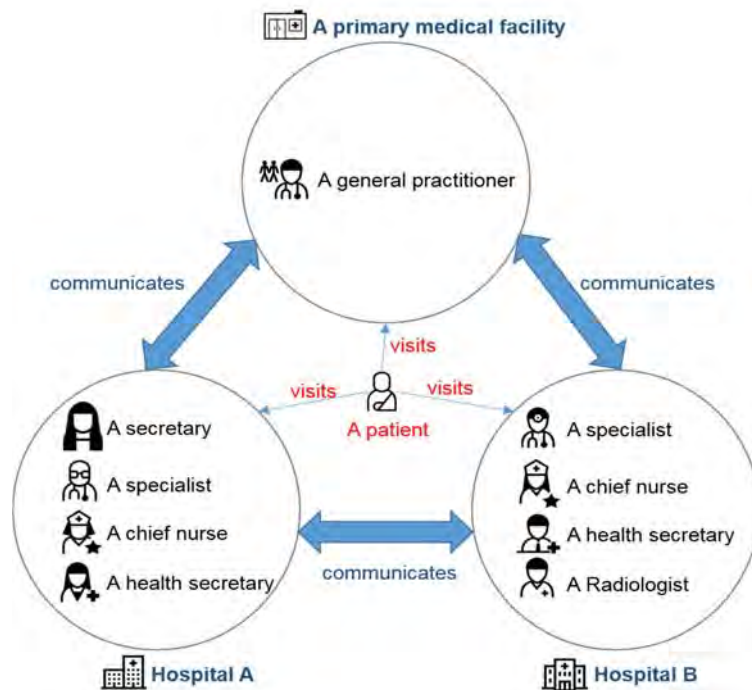 A primary medical facility
A general practitioner
communicates
communicates
visits
visits
visits
A patient
A secretary
A specialist
A chief nurse
A health secretary
A specialist
A chief nurse
A health secretary
A Radiologist
communicates
Hospital A
Hospital B